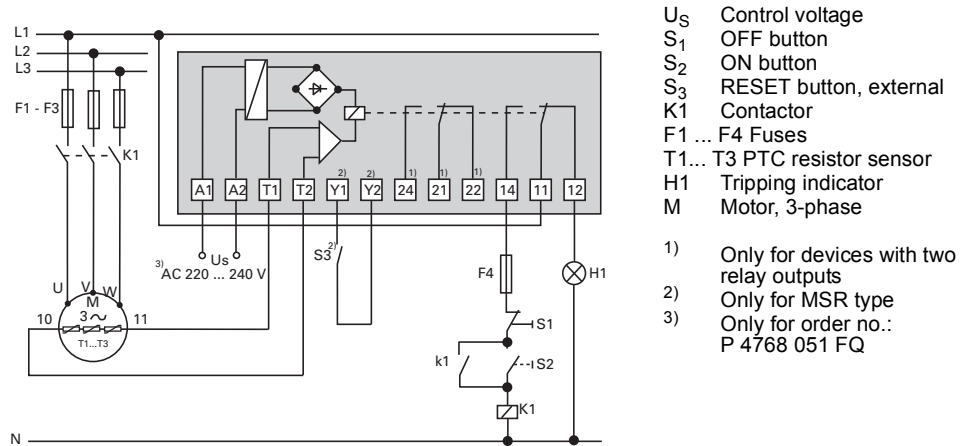 L1
L2
L3
F1 - F3
K1
A1 A2 T1 T2 Y1 Y2 24 21 22 14 11 12
2) 2) 1) 1) 1)
Us
3) AC 220 ... 240 V
S3 2)
F4
H1
S1
k1
S2
K1
U V W
M
3
10 11
T1...T3
N
US Control voltage
S1 OFF button
S2 ON button
S3 RESET button, external
K1 Contactor
F1 ... F4 Fuses
T1... T3 PTC resistor sensor
H1 Tripping indicator
M Motor, 3-phase
1) Only for devices with two
relay outputs
2) Only for MSR type
3) Only for order no.:
P 4768 051 FQ